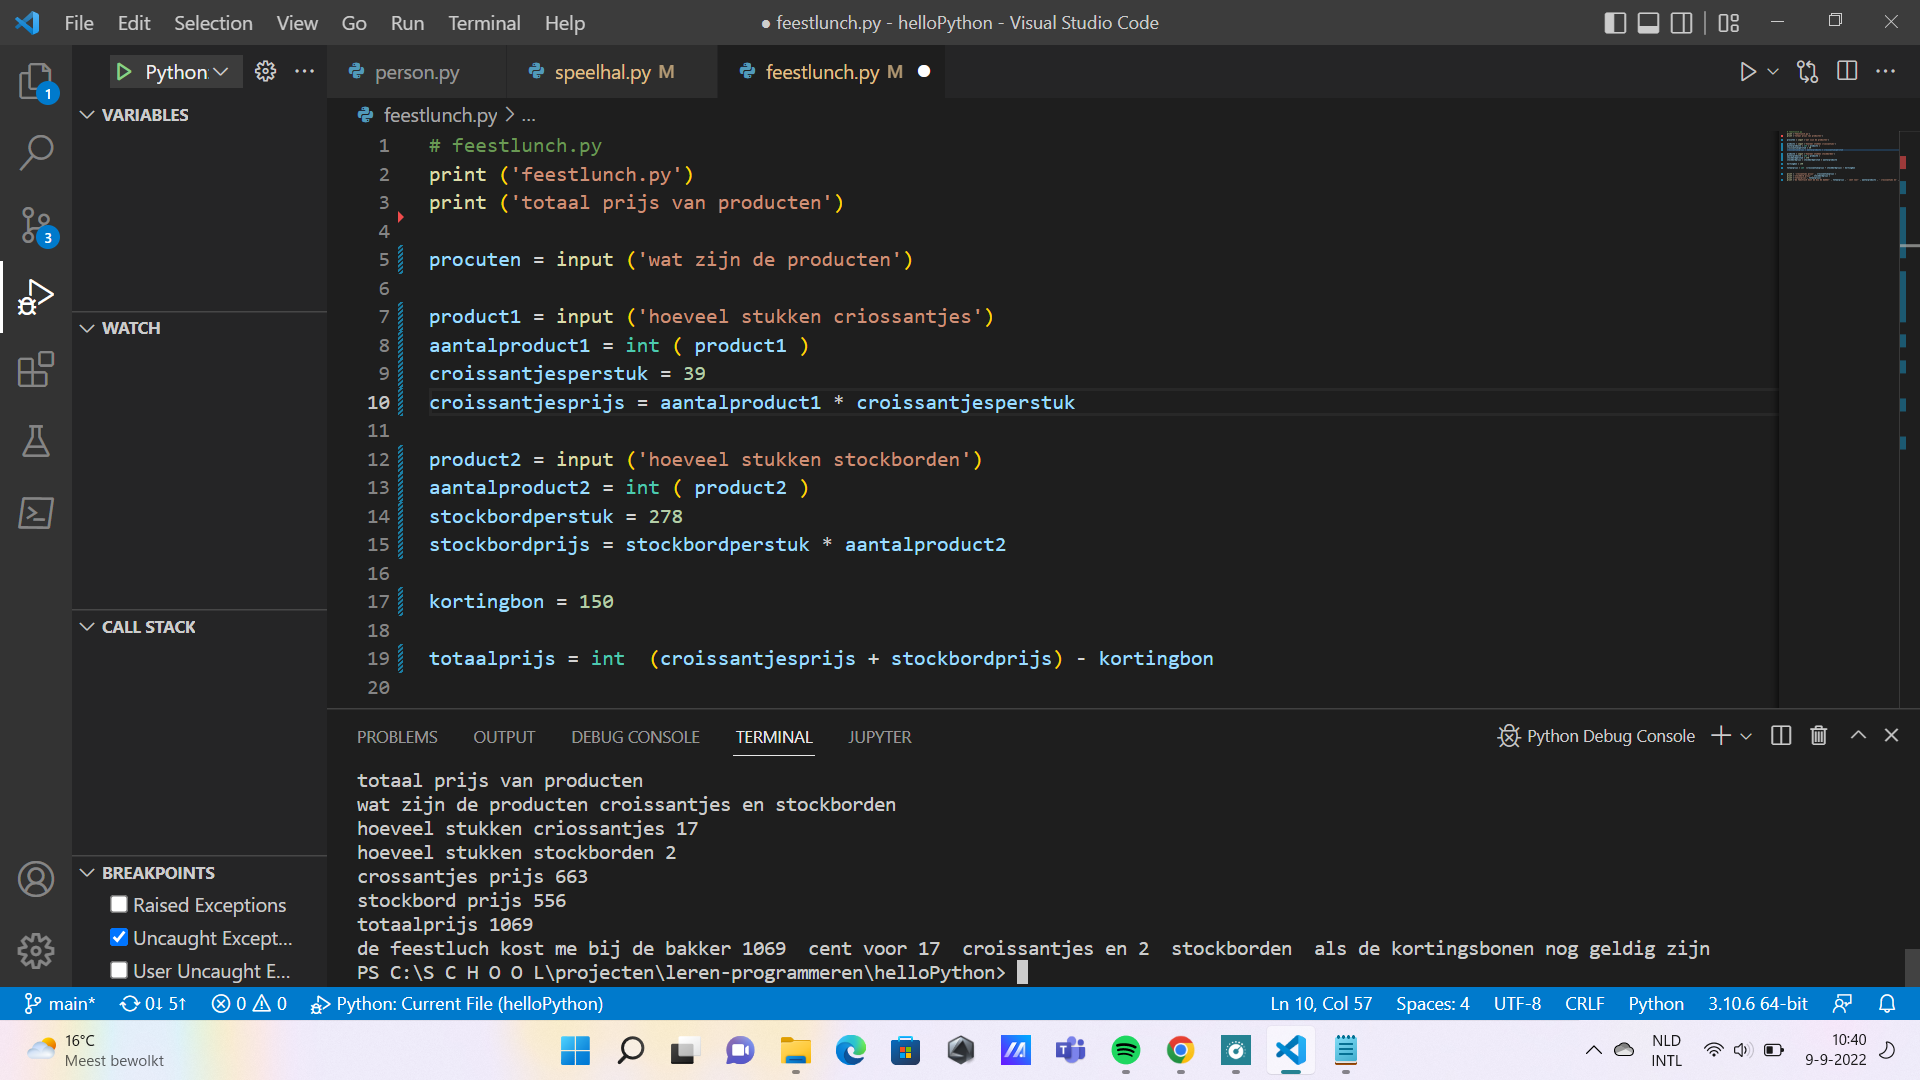 File Edit Selection View Go Run Terminal Help
● feestlunch.py - helloPython - Visual Studio Code
Python
person.py
speelhal.py M
feestlunch.py M
feestlunch.py > ...
1
3
VARIABLES
WATCH
CALL STACK
BREAKPOINTS
Raised Exceptions
Uncaught Except...
User Uncaught E...
1 # feestlunch.py
2 print ('feestlunch.py')
3 print ('totaal prijs van producten')
4
5 procuten = input ('wat zijn de producten')
6
7 product1 = input ('hoeveel stukken criossantjes')
8 aantalproduct1 = int ( product1 )
9 croissantjesperstuk = 39
10 croissantjesprijs = aantalproduct1 * croissantjesperstuk
11
12 product2 = input ('hoeveel stukken stockborden')
13 aantalproduct2 = int ( product2 )
14 stockbordperstuk = 278
15 stockbordprijs = stockbordperstuk * aantalproduct2
16
17 kortingbon = 150
18
19 totaalprijs = int  (croissantjesprijs + stockbordprijs) - kortingbon
20
PROBLEMS OUTPUT DEBUG CONSOLE TERMINAL JUPYTER
Python Debug Console
totaal prijs van producten
wat zijn de producten croissantjes en stockborden
hoeveel stukken criossantjes 17
hoeveel stukken stockborden 2
crossantjes prijs 663
stockbord prijs 556
totaalprijs 1069
de feestluch kost me bij de bakker 1069  cent voor 17  croissantjes en 2  stockborden  als de kortingsbonen nog geldig zijn
PS C:\S C H O O L\projecten\leren-programmeren\helloPython>
main* 0↓ 5↑ 0 0 Python: Current File (helloPython)
Ln 10, Col 57 Spaces: 4 UTF-8 CRLF Python 3.10.6 64-bit
16°C
Meest bewolkt
NLD
INTL
10:40
9-9-2022